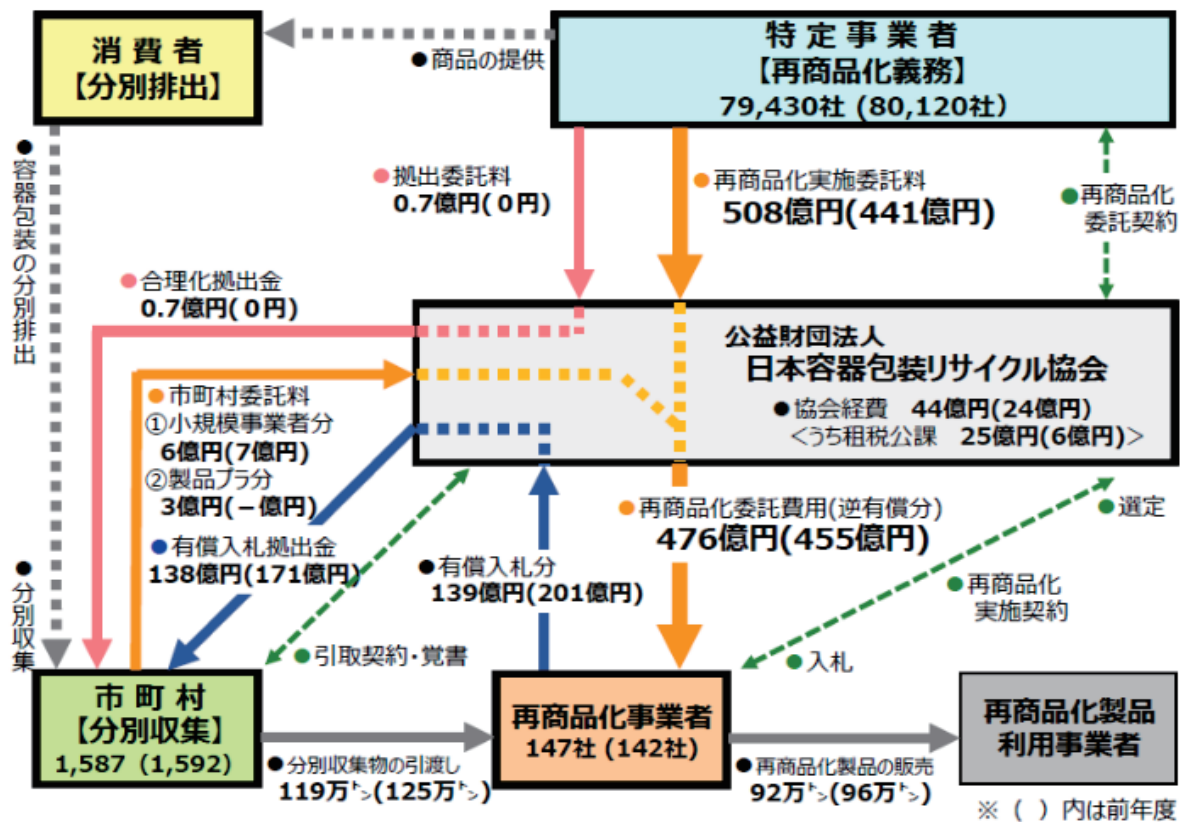 消費者
【分別排出】
●商品の提供
特定事業者
【再商品化義務】
79,430社 (80,120社)
●容器包装の分別排出
●分別収集
●拠出委託料
0.7億円( 0円)
●再商品化実施委託料
508億円(441億円)
●再商品化
委託契約
●合理化拠出金
0.7億円( 0円)
公益財団法人
日本容器包装リサイクル協会
●協会経費 44億円(24億円)
<うち租税公課 25億円(6億円)>
●市町村委託料
①小規模事業者分
6億円(7億円)
②製品プラ分
3億円(－億円)
●有償入札拠出金
138億円(171億円)
●有償入札分
139億円(201億円)
●再商品化委託費用(逆有償分)
476億円(455億円)
●選定
●再商品化
実施契約
●入札
●引取契約・覚書
市町村
【分別収集】
1,587 (1,592)
●分別収集物の引渡し
119万㌧(125万㌧)
再商品化事業者
147社 (142社)
●再商品化製品の販売
92万㌧(96万㌧)
再商品化製品
利用事業者
※ ( ) 内は前年度